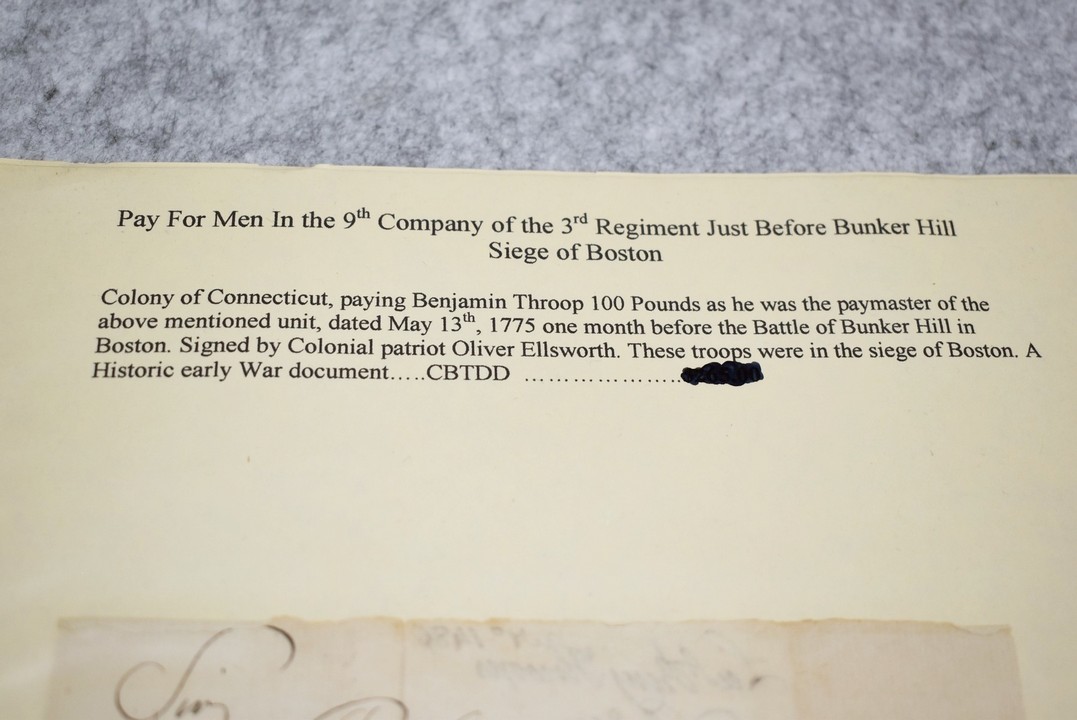 Pay For Men In the 9th Company of the 3rd Regiment Just Before Bunker Hill
Siege of Boston
Colony of Connecticut, paying Benjamin Throop 100 Pounds as he was the paymaster of the
above mentioned unit, dated May 13th, 1775 one month before the Battle of Bunker Hill in
Boston. Signed by Colonial patriot Oliver Ellsworth. These troops were in the siege of Boston. A
Historic early War document.....CBTDD ......................
Sir